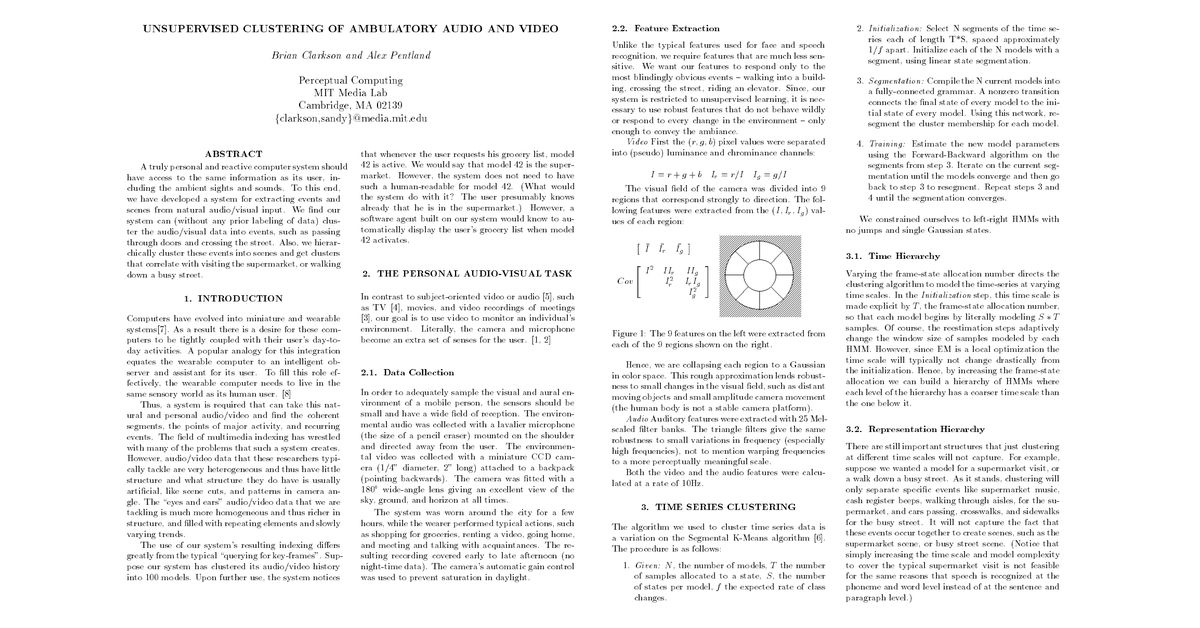 UNSUPERVISED CLUSTERING OF AMBULATORY AUDIO AND VIDEO
Brian Clarkson and Alex Pentland
Perceptual Computing
MIT Media Lab
Cambridge, MA 02139
{clarkson,sandy}@media.mit.edu
ABSTRACT
A truly personal and reactive computer system should
have access to the same information as its user, in-
cluding the ambient sights and sounds. To this end,
we have developed a system for extracting events and
scenes from natural audio/visual input. We find our
system can (without any prior labeling of data) clus-
ter the audio/visual data into events, such as passing
through doors and crossing the street. Also, we hierar-
chically cluster these events into scenes and get clusters
that correlate with visiting the supermarket, or walking
down a busy street.
1. INTRODUCTION
Computers have evolved into miniature and wearable
systems[7]. As a result there is a desire for these com-
puters to be tightly coupled with their user's day-to-
day activities. A popular analogy for this integration
equates the wearable computer to an intelligent ob-
server and assistant for its user. To fill this role ef-
fectively, the wearable computer needs to live in the
same sensory world as its human user. [8]
Thus, a system is required that can take this nat-
ural and personal audio/video and find the coherent
segments, the points of major activity, and recurring
events. The field of multimedia indexing has wrestled
with many of the problems that such a system creates.
However, audio/video data that these researchers typi-
cally tackle are very heterogeneous and thus have little
structure and what structure they do have is usually
artificial, like scene cuts, and patterns in camera an-
gle. The "eyes and ears" audio/video data that we are
tackling is much more homogeneous and thus richer in
structure, and filled with repeating elements and slowly
varying trends.
The use of our system's resulting indexing differs
greatly from the typical "querying for key-frames". Sup-
pose our system has clustered its audio/video history
into 100 models. Upon further use, the system notices
that whenever the user requests his grocery list, model
42 is active. We would say that model 42 is the super-
market. However, the system does not need to have
such a human-readable for model 42. (What would
the system do with it? The user presumably knows
already that he is in the supermarket.) However, a
software agent built on our system would know to au-
tomatically display the user's grocery list when model
42 activates.
2. THE PERSONAL AUDIO-VISUAL TASK
In contrast to subject-oriented video or audio [5], such
as TV [4], movies, and video recordings of meetings
[3], our goal is to use video to monitor an individual's
environment. Literally, the camera and microphone
become an extra set of senses for the user. [1, 2]
2.1. Data Collection
In order to adequately sample the visual and aural en-
vironment of a mobile person, the sensors should be
small and have a wide field of reception. The environ-
mental audio was collected with a lavalier microphone
(the size of a pencil eraser) mounted on the shoulder
and directed away from the user. The environmen-
tal video was collected with a miniature CCD cam-
era (1/4" diameter, 2" long) attached to a backpack
(pointing backwards). The camera was fitted with a
180° wide-angle lens giving an excellent view of the
sky, ground, and horizon at all times.
The system was worn around the city for a few
hours, while the wearer performed typical actions, such
as shopping for groceries, renting a video, going home,
and meeting and talking with acquaintances. The re-
sulting recording covered early to late afternoon (no
night-time data). The camera's automatic gain control
was used to prevent saturation in daylight.
2.2. Feature Extraction
Unlike the typical features used for face and speech
recognition, we require features that are much less sen-
sitive. We want our features to respond only to the
most blindingly obvious events – walking into a build-
ing, crossing the street, riding an elevator. Since, our
system is restricted to unsupervised learning, it is nec-
essary to use robust features that do not behave wildly
or respond to every change in the environment – only
enough to convey the ambiance.
Video First the (r, g, b) pixel values were separated
into (pseudo) luminance and chrominance channels:
I = r + g + b   I_r = r/I   I_g = g/I
The visual field of the camera was divided into 9
regions that correspond strongly to direction. The fol-
lowing features were extracted from the (I, I_r, I_g) val-
ues of each region:
[ Ī Ī_r Ī_g ]
Cov [ I² II_r II_g
I_r² I_rI_g
I_g² ]
Figure 1: The 9 features on the left were extracted from
each of the 9 regions shown on the right.
Hence, we are collapsing each region to a Gaussian
in color space. This rough approximation lends robust-
ness to small changes in the visual field, such as distant
moving objects and small amplitude camera movement
(the human body is not a stable camera platform).
Audio Auditory features were extracted with 25 Mel-
scaled filter banks. The triangle filters give the same
robustness to small variations in frequency (especially
high frequencies), not to mention warping frequencies
to a more perceptually meaningful scale.
Both the video and the audio features were calcu-
lated at a rate of 10Hz.
3. TIME SERIES CLUSTERING
The algorithm we used to cluster time series data is
a variation on the Segmental K-Means algorithm [6].
The procedure is as follows:
1. Given: N, the number of models, T the number
of samples allocated to a state, S, the number
of states per model, f the expected rate of class
changes.
2. Initialization: Select N segments of the time se-
ries each of length T*S, spaced approximately
1/f apart. Initialize each of the N models with a
segment, using linear state segmentation.
3. Segmentation: Compile the N current models into
a fully-connected grammar. A nonzero transition
connects the final state of every model to the ini-
tial state of every model. Using this network, re-
segment the cluster membership for each model.
4. Training: Estimate the new model parameters
using the Forward-Backward algorithm on the
segments from step 3. Iterate on the current seg-
mentation until the models converge and then go
back to step 3 to resegment. Repeat steps 3 and
4 until the segmentation converges.
We constrained ourselves to left-right HMMs with
no jumps and single Gaussian states.
3.1. Time Hierarchy
Varying the frame-state allocation number directs the
clustering algorithm to model the time-series at varying
time scales. In the Initialization step, this time scale is
made explicit by T, the frame-state allocation number,
so that each model begins by literally modeling S * T
samples. Of course, the reestimation steps adaptively
change the window size of samples modeled by each
HMM. However, since EM is a local optimization the
time scale will typically not change drastically from
the initialization. Hence, by increasing the frame-state
allocation we can build a hierarchy of HMMs where
each level of the hierarchy has a coarser time scale than
the one below it.
3.2. Representation Hierarchy
There are still important structures that just clustering
at different time scales will not capture. For example,
suppose we wanted a model for a supermarket visit, or
a walk down a busy street. As it stands, clustering will
only separate specific events like supermarket music,
cash register beeps, walking through aisles, for the su-
permarket, and cars passing, crosswalks, and sidewalks
for the busy street. It will not capture the fact that
these events occur together to create scenes, such as the
supermarket scene, or busy street scene. (Notice that
simply increasing the time scale and model complexity
to cover the typical supermarket visit is not feasible
for the same reasons that speech is recognized at the
phoneme and word level instead of at the sentence and
paragraph level.)